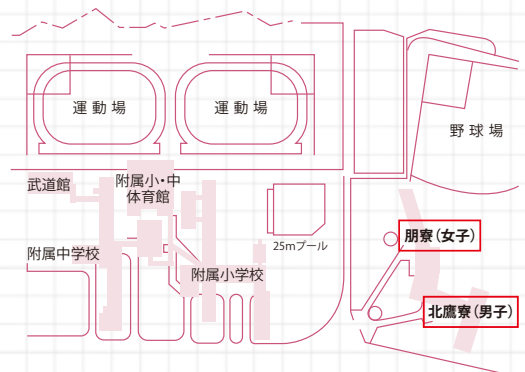 運動場
運動場
野球場
武道館
附属小・中
体育館
25mプール
朋寮(女子)
附属中学校
附属小学校
北鷹寮(男子)